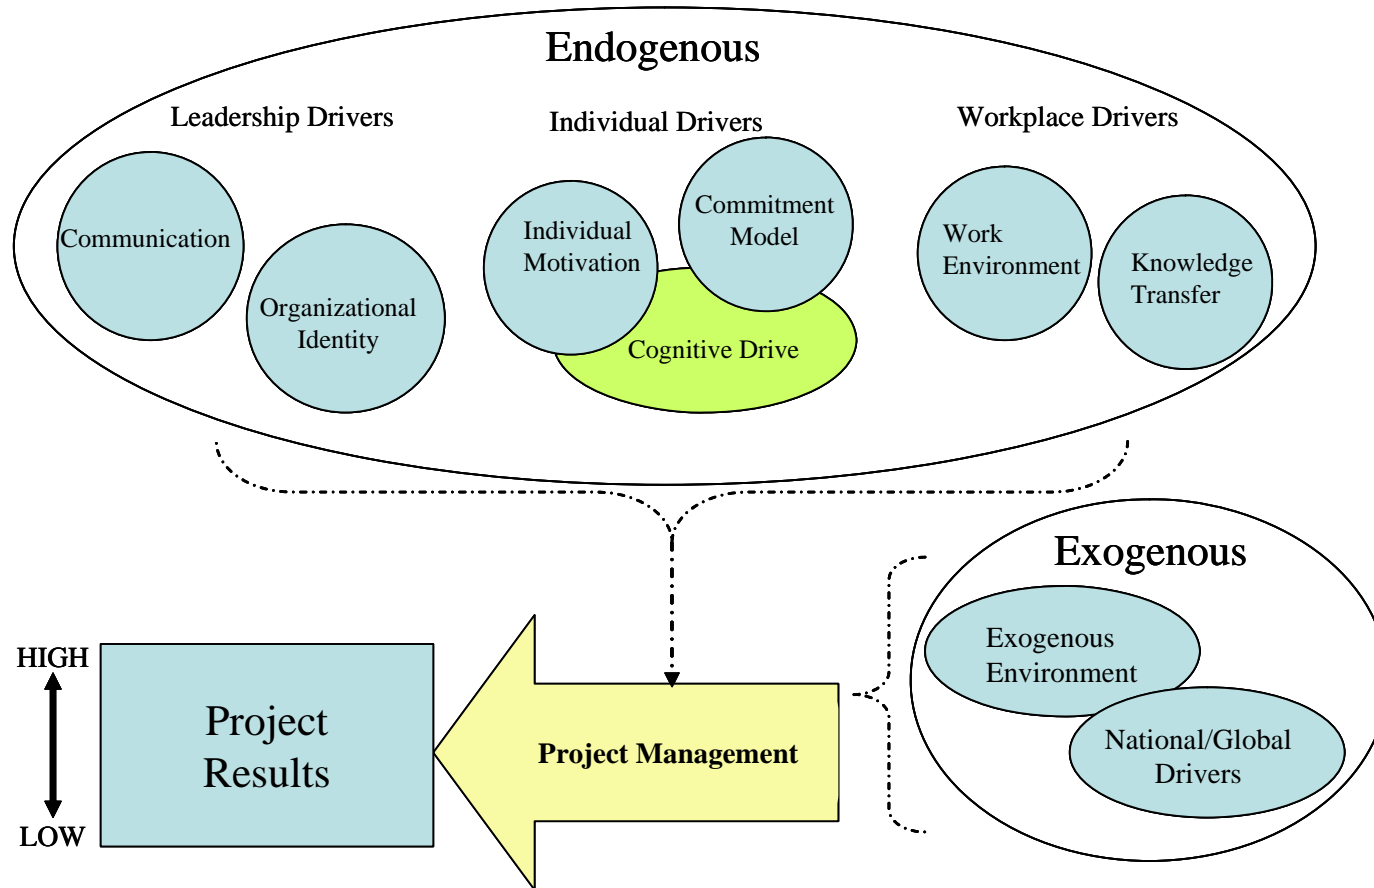 Endogenous
Leadership Drivers
Individual Drivers
Workplace Drivers
Communication
Organizational
Identity
Individual
Motivation
Commitment
Model
Cognitive Drive
Work
Environment
Knowledge
Transfer
Exogenous
Exogenous
Environment
National/Global
Drivers
HIGH
LOW
Project
Results
Project Management